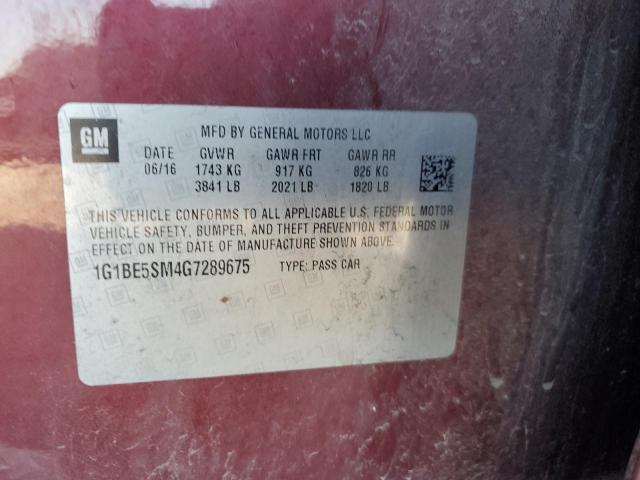 GM
MFD BY GENERAL MOTORS LLC
DATE GVWR GAWR FRT GAWR RR
06/16 1743 KG 917 KG 826 KG
3841 LB 2021 LB 1820 LB
THIS VEHICLE CONFORMS TO ALL APPLICABLE U.S. FEDERAL MOTOR
VEHICLE SAFETY, BUMPER, AND THEFT PREVENTION STANDARDS IN
EFFECT ON THE DATE OF MANUFACTURE SHOWN ABOVE.
1G1BE5SM4G7289675 TYPE: PASS CAR